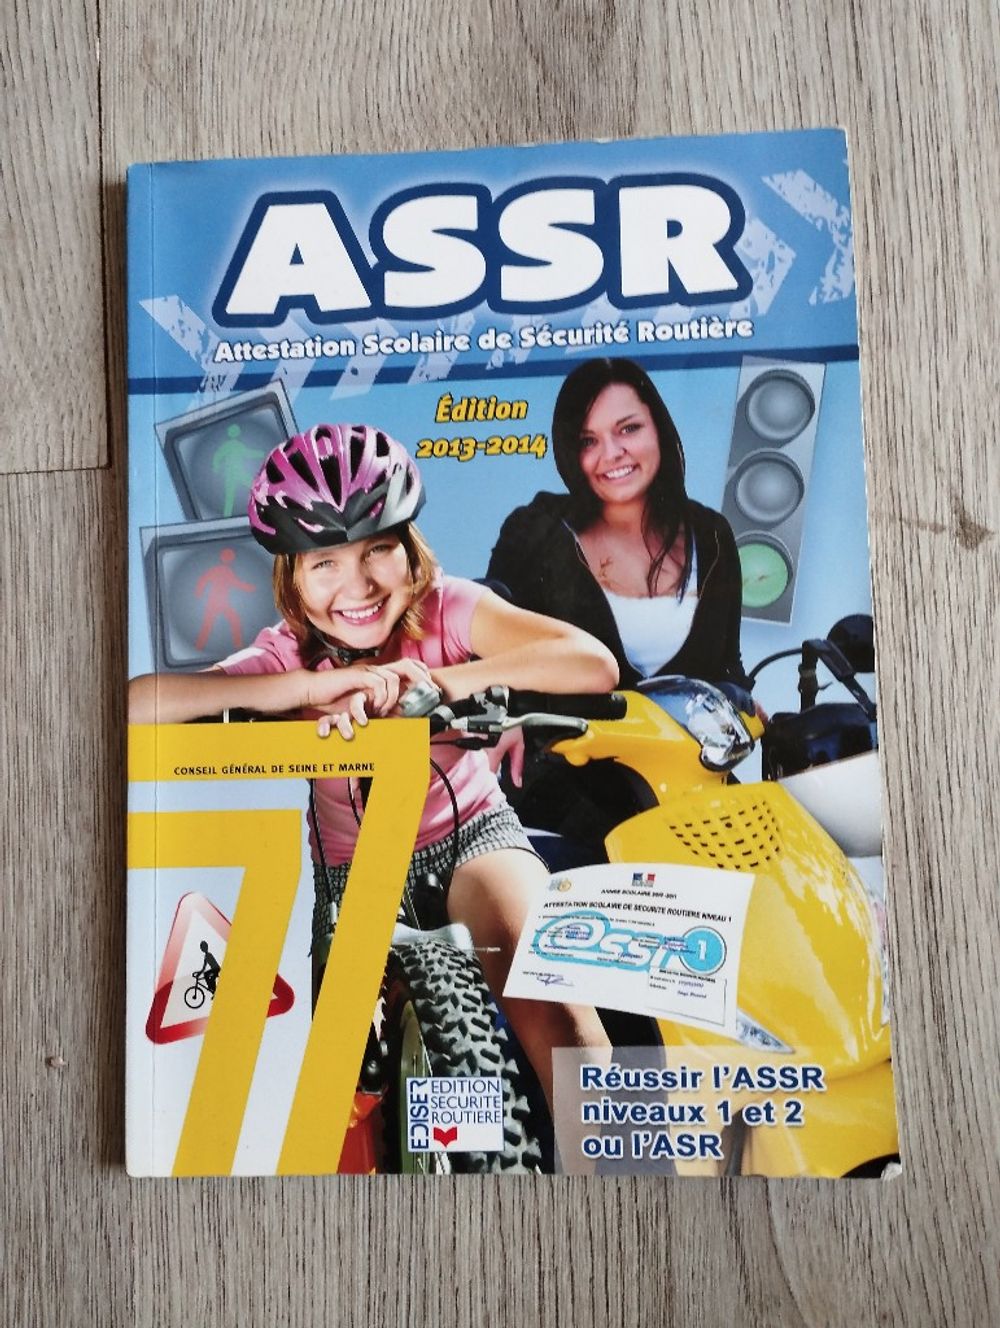 ASSR
Attestation Scolaire de Sécurité Routière
Édition
2013-2014
CONSEIL GÉNÉRAL DE SEINE ET MARNE
77
ATTESTATION SCOLAIRE DE SECURITE ROUTIERE NIVEAU 1
assr 1
EDISER
EDITION
SECURITE
ROUTIERE
Réussir l'ASSR
niveaux 1 et 2
ou l'ASR